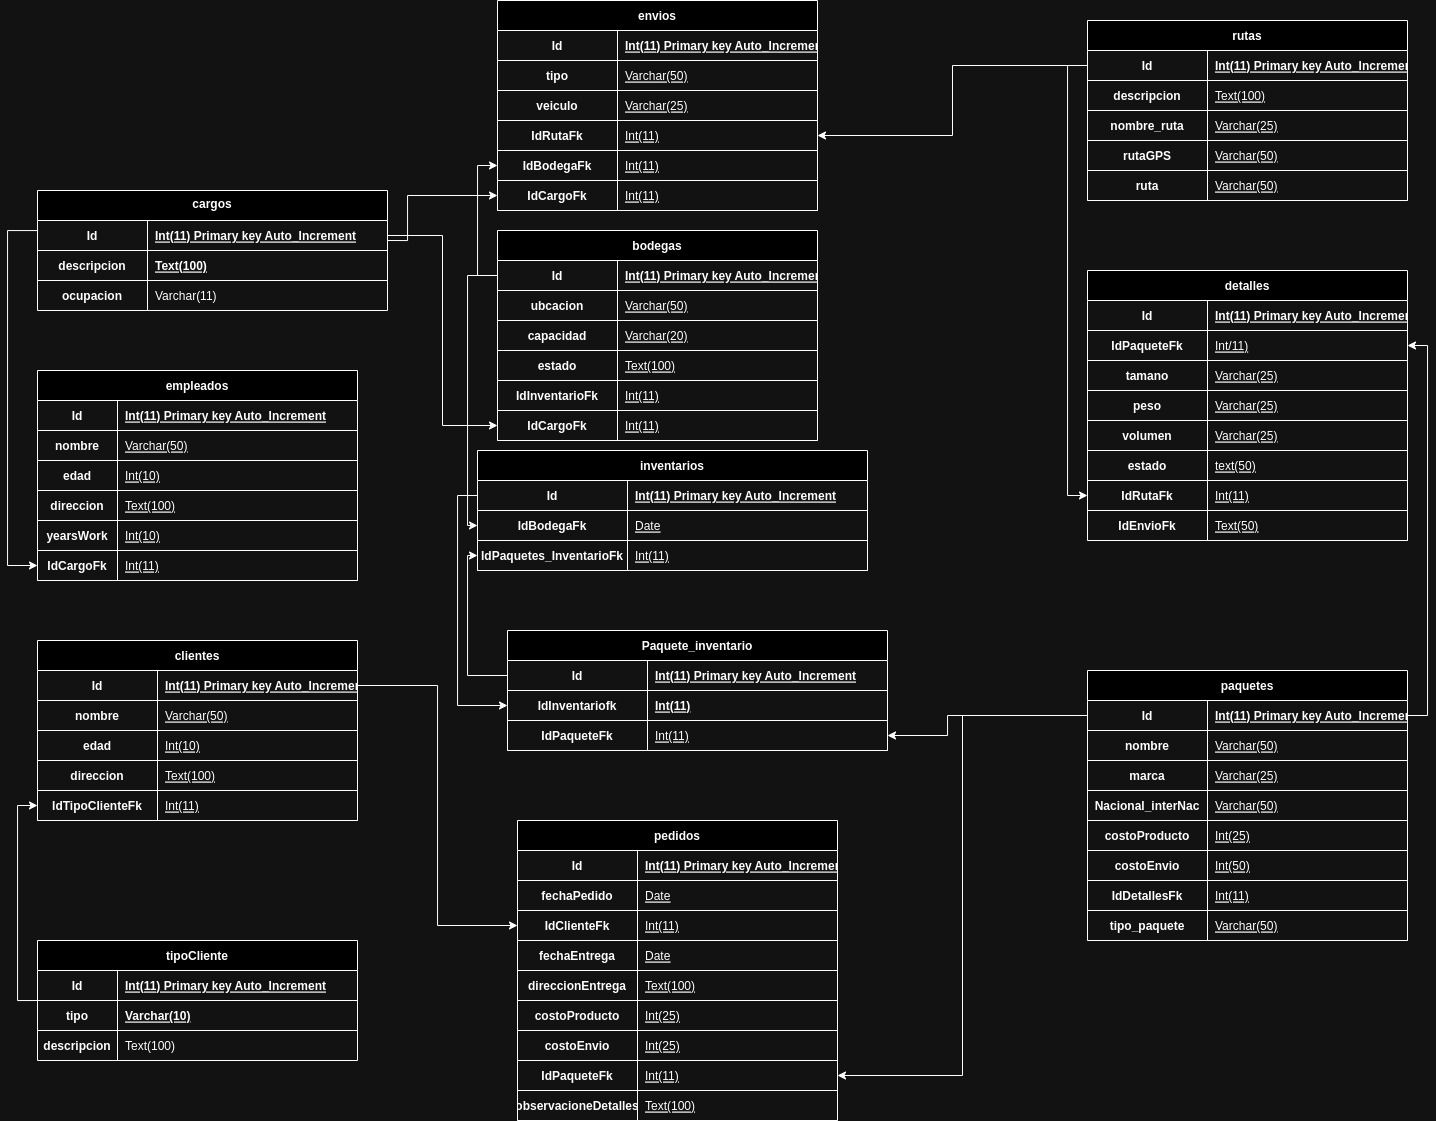 envios
Id Int(11) Primary key Auto_Incremen
tipo Varchar(50)
veiculo Varchar(25)
IdRutaFk Int(11)
IdBodegaFk Int(11)
IdCargoFk Int(11)
rutas
Id Int(11) Primary key Auto_Incremen
descripcion Text(100)
nombre_ruta Varchar(25)
rutaGPS Varchar(50)
ruta Varchar(50)
cargos
Id Int(11) Primary key Auto_Increment
descripcion Text(100)
ocupacion Varchar(11)
bodegas
Id Int(11) Primary key Auto_Incremen
ubcacion Varchar(50)
capacidad Varchar(20)
estado Text(100)
IdInventarioFk Int(11)
IdCargoFk Int(11)
detalles
Id Int(11) Primary key Auto_Incremen
IdPaqueteFk Int/11)
tamano Varchar(25)
peso Varchar(25)
volumen Varchar(25)
estado text(50)
IdRutaFk Int(11)
IdEnvioFk Text(50)
empleados
Id Int(11) Primary key Auto_Increment
nombre Varchar(50)
edad Int(10)
direccion Text(100)
yearsWork Int(10)
IdCargoFk Int(11)
inventarios
Id Int(11) Primary key Auto_Increment
IdBodegaFk Date
IdPaquetes_InventarioFk Int(11)
clientes
Id Int(11) Primary key Auto_Incremen
nombre Varchar(50)
edad Int(10)
direccion Text(100)
IdTipoClienteFk Int(11)
Paquete_inventario
Id Int(11) Primary key Auto_Increment
IdInventariofk Int(11)
IdPaqueteFk Int(11)
paquetes
Id Int(11) Primary key Auto_Incremen
nombre Varchar(50)
marca Varchar(25)
Nacional_interNac Varchar(50)
costoProducto Int(25)
costoEnvio Int(50)
IdDetallesFk Int(11)
tipo_paquete Varchar(50)
pedidos
Id Int(11) Primary key Auto_Incremen
fechaPedido Date
IdClienteFk Int(11)
fechaEntrega Date
direccionEntrega Text(100)
costoProducto Int(25)
costoEnvio Int(25)
IdPaqueteFk Int(11)
observacioneDetalles Text(100)
tipoCliente
Id Int(11) Primary key Auto_Increment
tipo Varchar(10)
descripcion Text(100)